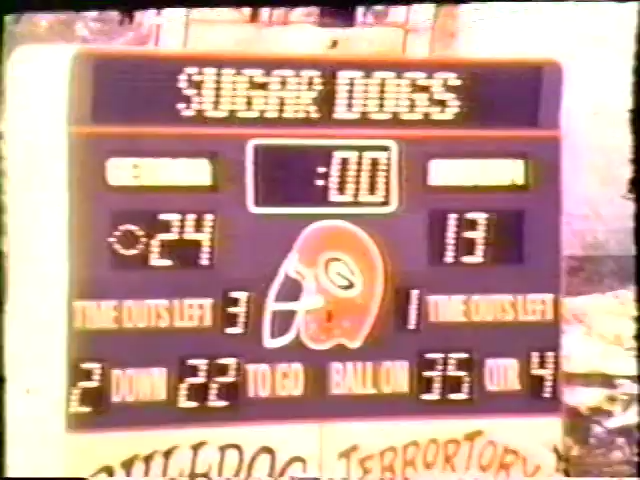 SUGAR DOGS
:00
24 13
TIME OUTS LEFT 3 1 TIME OUTS LEFT
2 DOWN 22 TO GO BALL ON 35 QTR 4
BULLDOG TERRORTORY